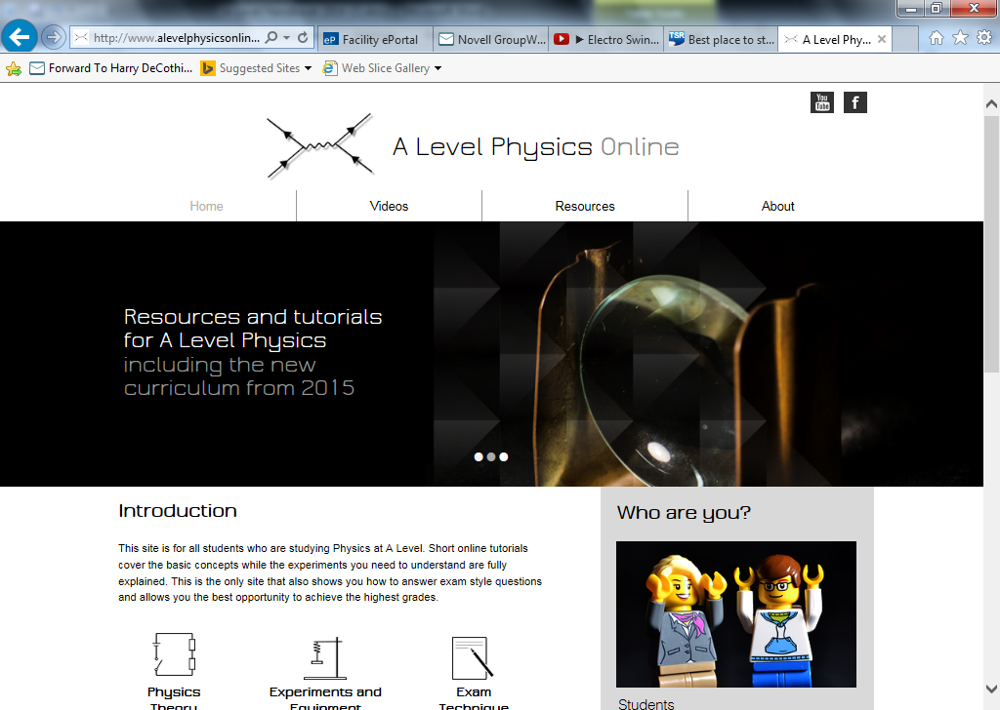 http://www.alevelphysicsonlin...
eP Facility ePortal
Novell GroupW...
► Electro Swin...
TSR Best place to st...
A Level Phy...
Forward To Harry DeCothi...
Suggested Sites
Web Slice Gallery
You Tube f
A Level Physics Online
Home
Videos
Resources
About
Resources and tutorials
for A Level Physics
including the new
curriculum from 2015
Introduction
This site is for all students who are studying Physics at A Level. Short online tutorials
cover the basic concepts while the experiments you need to understand are fully
explained. This is the only site that also shows you how to answer exam style questions
and allows you the best opportunity to achieve the highest grades.
Physics
Theory
Experiments and
Equipment
Exam
Technique
Who are you?
Students